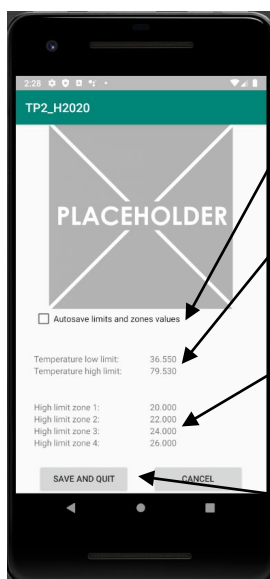 2:28
TP2_H2020
PLACEHOLDER
Autosave limits and zones values
Temperature low limit: 36.550
Temperature high limit: 79.530
High limit zone 1: 20.000
High limit zone 2: 22.000
High limit zone 3: 24.000
High limit zone 4: 26.000
SAVE AND QUIT CANCEL